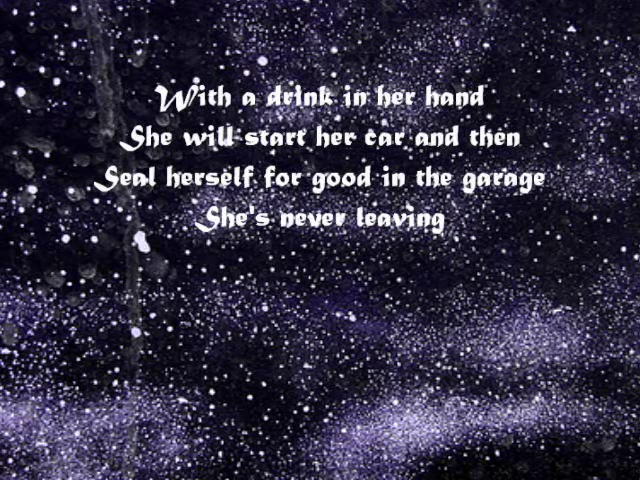 With a drink in her hand
She will start her car and then
Seal herself for good in the garage
She's never leaving